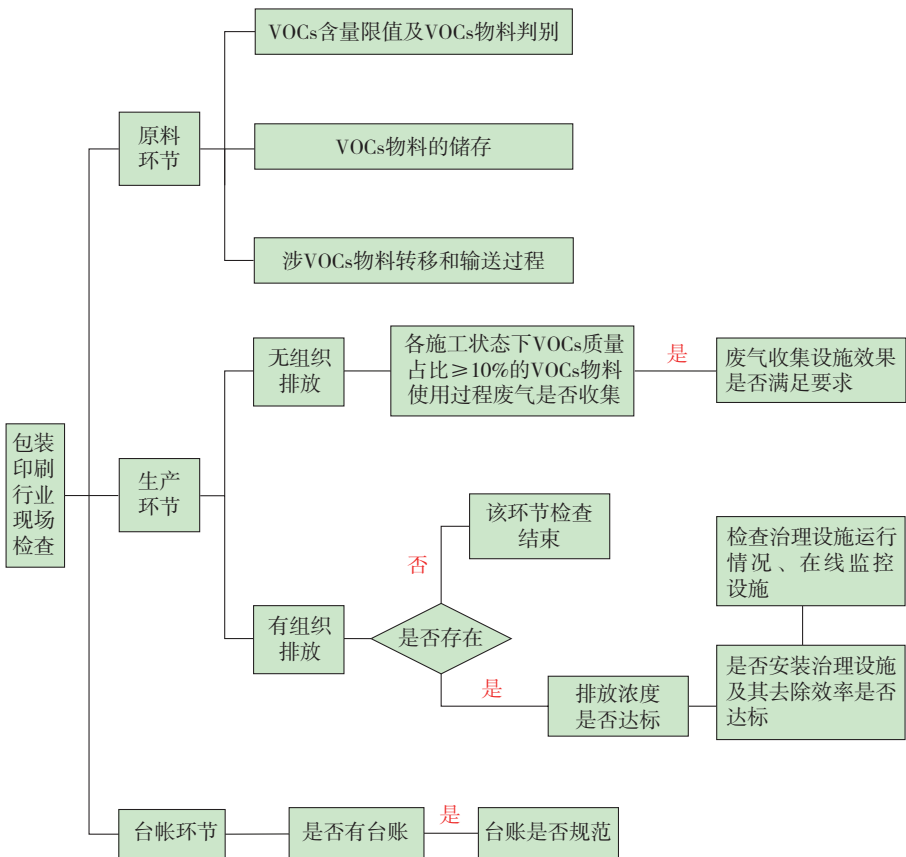 包装
印刷
行业
现场
检查
原料
环节
VOCs含量限值及VOCs物料判别
VOCs物料的储存
涉VOCs物料转移和输送过程
生产
环节
无组织
排放
各施工状态下VOCs质量
占比≥10%的VOCs物料
使用过程废气是否收集
是
废气收集设施效果
是否满足要求
有组织
排放
是否存在
否
该环节检查
结束
是
排放浓度
是否达标
是否安装治理设施
及其去除效率是否
达标
检查治理设施运行
情况、在线监控
设施
台帐环节
是否有台账
是
台账是否规范